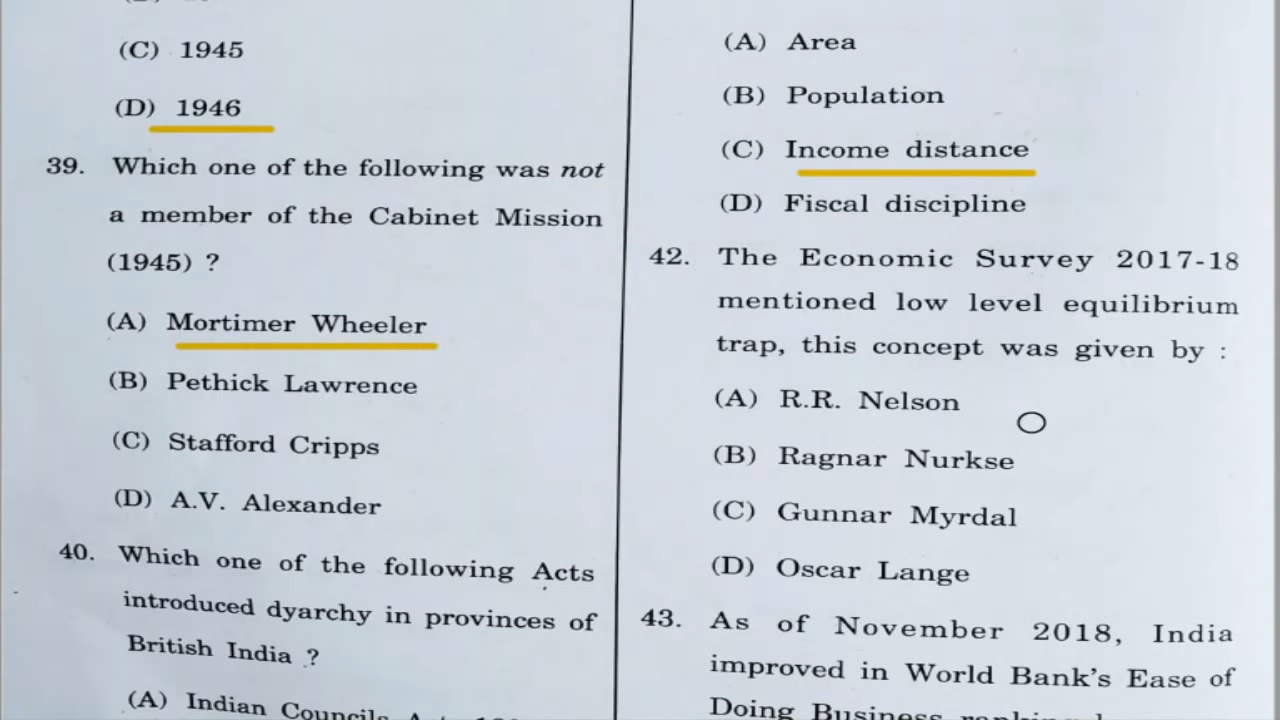 (C) 1945
(D) 1946
39. Which one of the following was not
a member of the Cabinet Mission
(1945) ?
(A) Mortimer Wheeler
(B) Pethick Lawrence
(C) Stafford Cripps
(D) A.V. Alexander
40. Which one of the following Acts
introduced dyarchy in provinces of
British India ?
(A) Indian Councils
(A) Area
(B) Population
(C) Income distance
(D) Fiscal discipline
42. The Economic Survey 2017-18
mentioned low level equilibrium
trap, this concept was given by :
(A) R.R. Nelson
(B) Ragnar Nurkse
(C) Gunnar Myrdal
(D) Oscar Lange
43. As of November 2018, India
improved in World Bank's Ease of
Doing Business